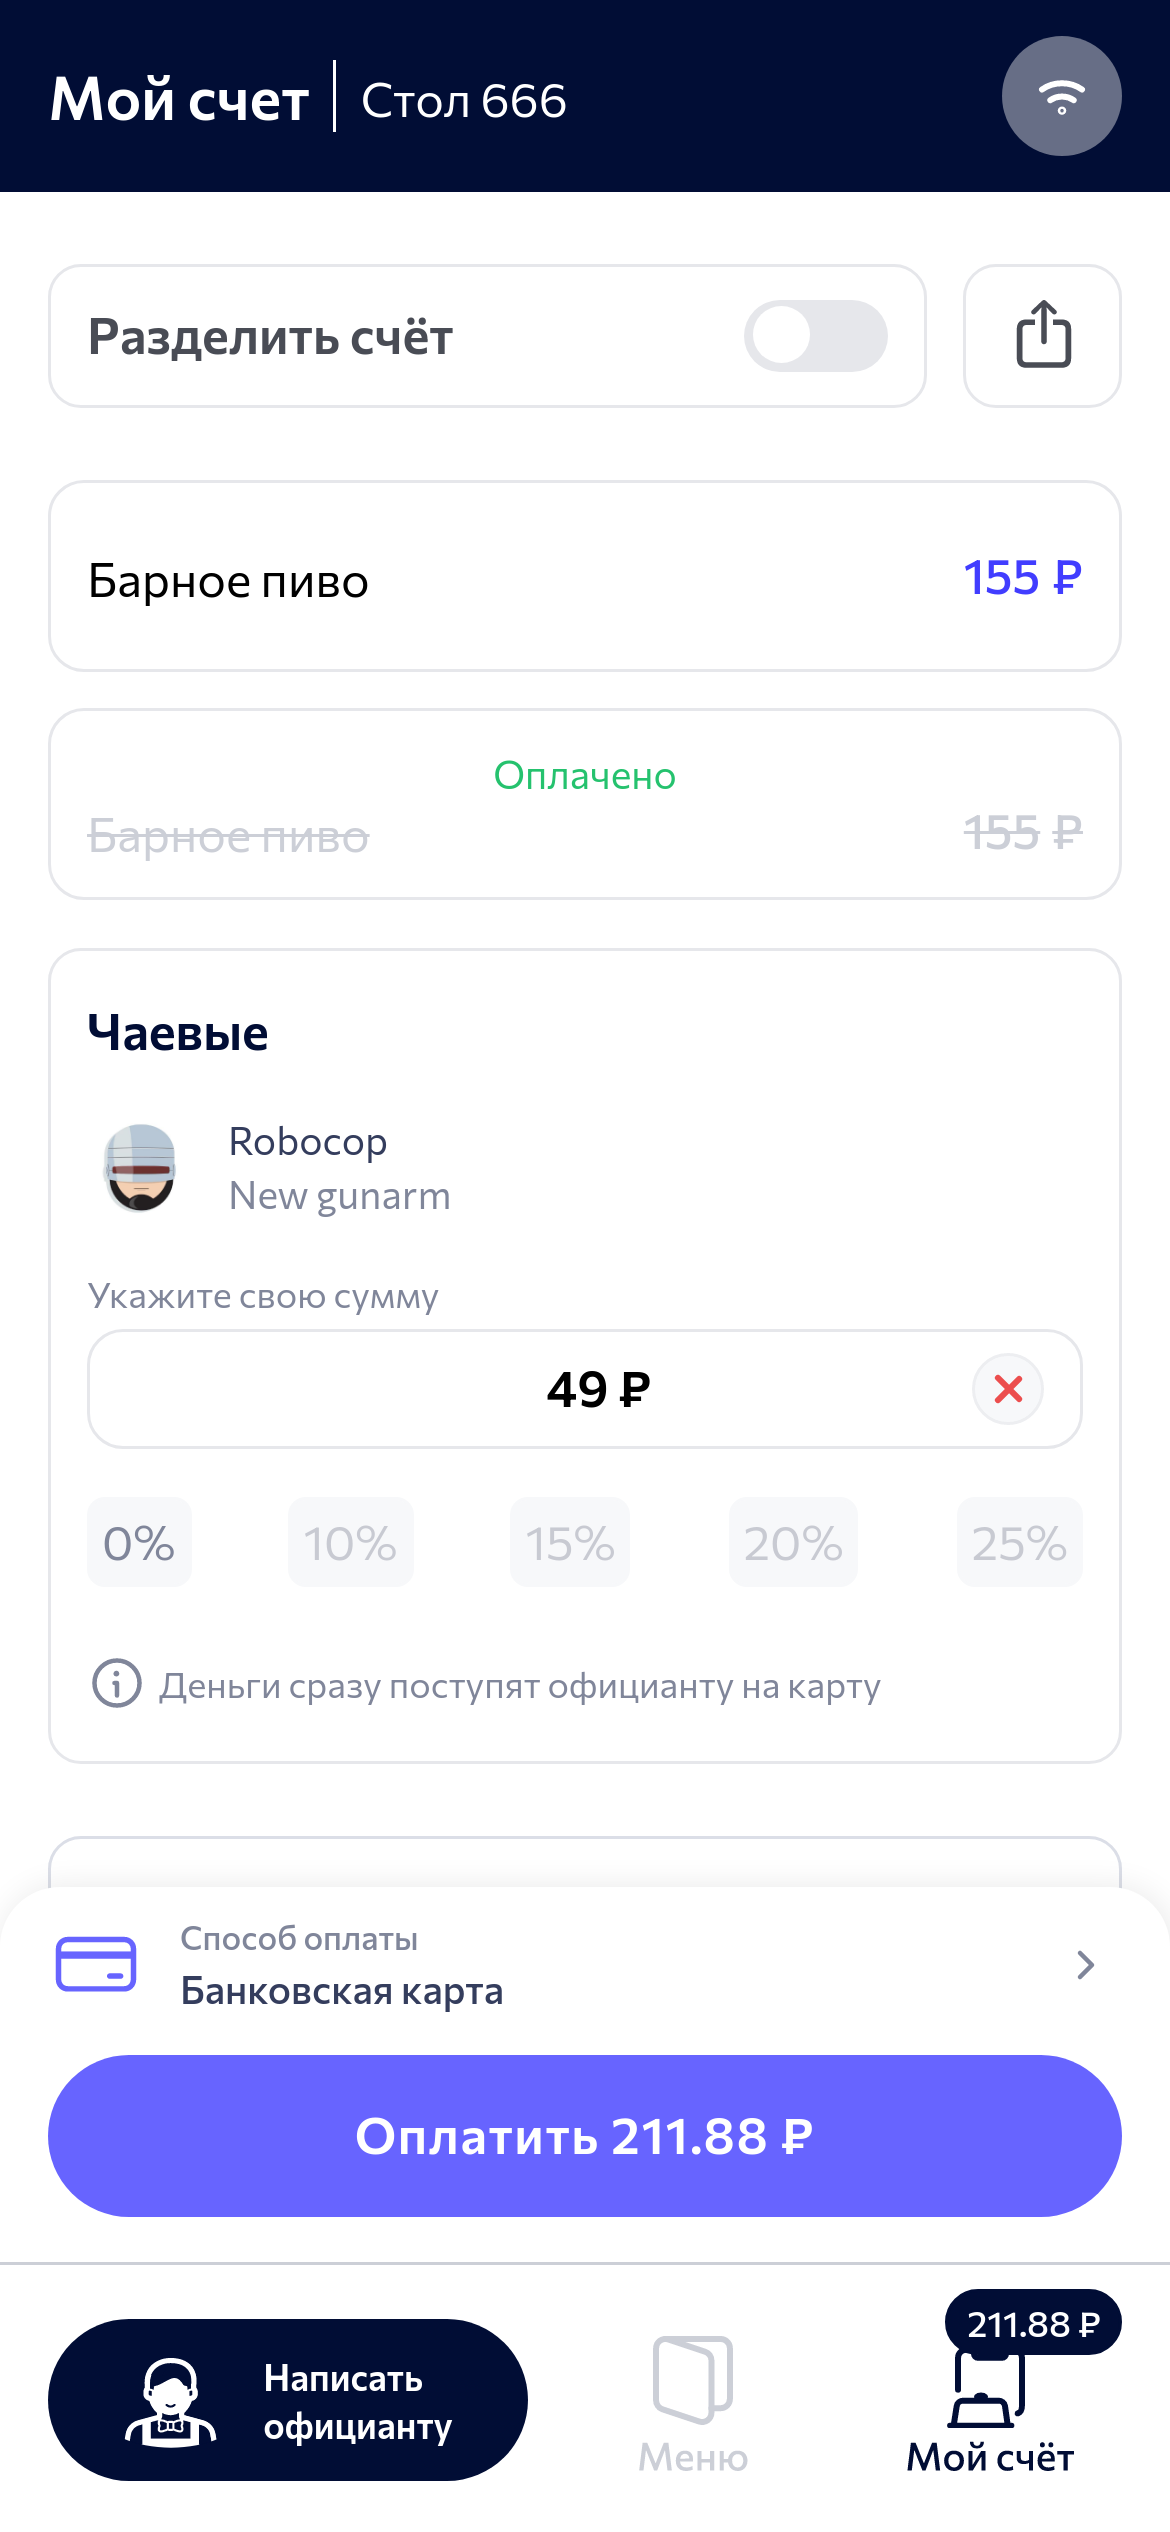 Мой счет
Стол 666
Разделить счёт
Барное пиво
155 ₽
Оплачено
Барное пиво
155 ₽
Чаевые
Robocop
New gunarm
Укажите свою сумму
49 ₽
0%
10%
15%
20%
25%
Деньги сразу поступят официанту на карту
Способ оплаты
Банковская карта
Оплатить 211.88 ₽
Написать
официанту
Меню
211.88 ₽
Мой счёт